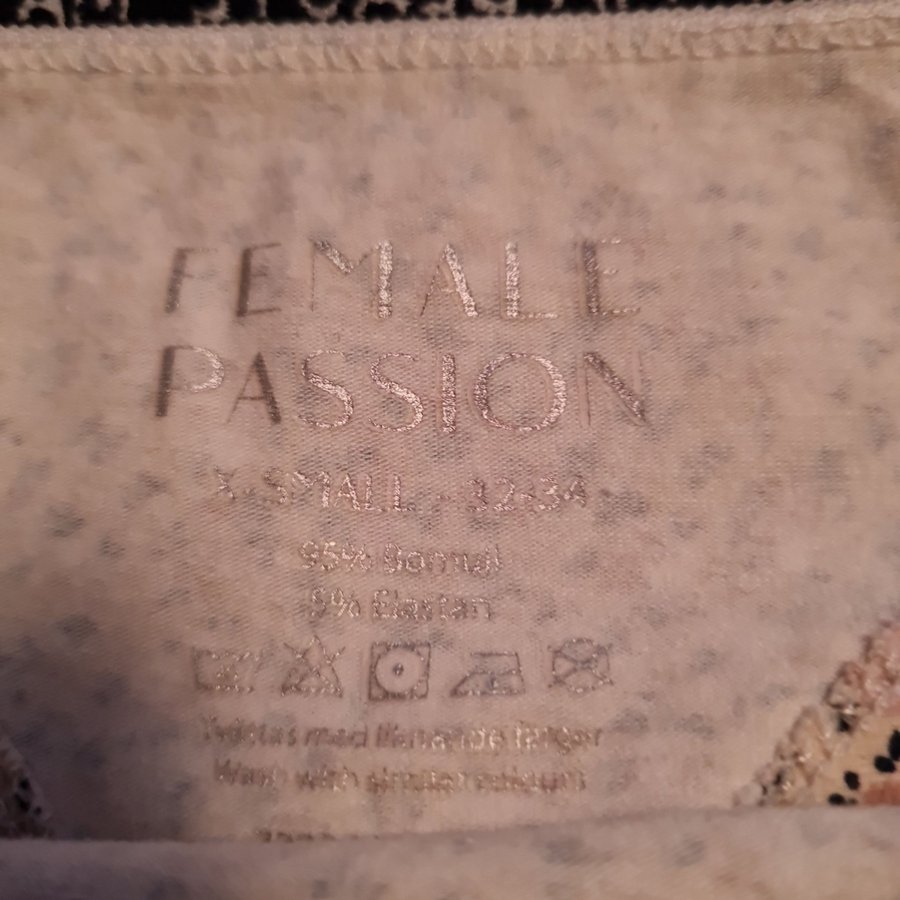 FEMALE
PASSION
X-SMALL - 32-34
95% Bomull
5% Elastan
Tvättas med liknande färger
Wash with similar colours